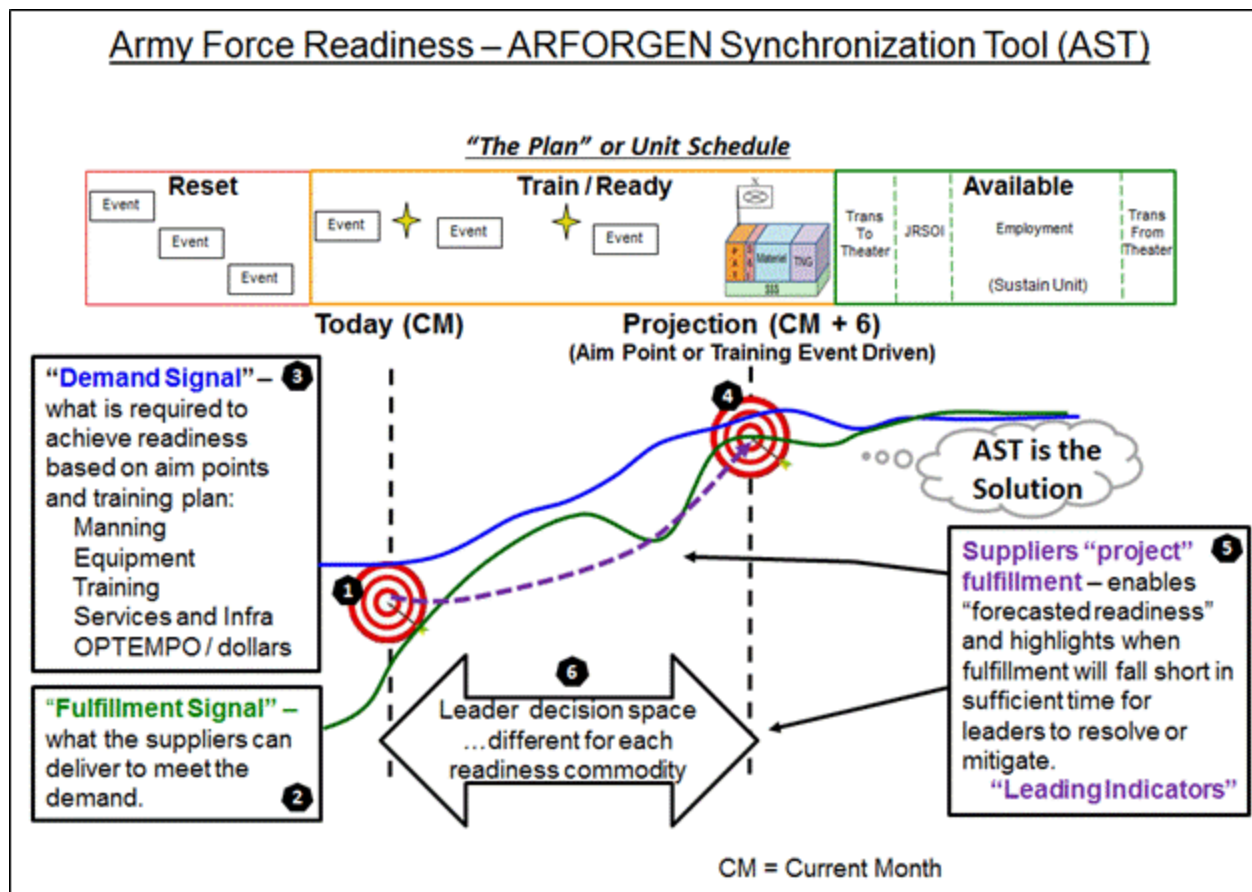 Army Force Readiness – ARFORGEN Synchronization Tool (AST)
“The Plan” or Unit Schedule
Reset
Event
Event
Event
Train / Ready
Event
Event
Event
X
Materiel
TNG
SSS
Available
Trans
To
Theater
JRSOI
Employment
(Sustain Unit)
Trans
From
Theater
Today (CM)
Projection (CM + 6)
(Aim Point or Training Event Driven)
“Demand Signal” – 3
what is required to
achieve readiness
based on aim points
and training plan:
Manning
Equipment
Training
Services and Infra
OPTEMPO / dollars
1
4
AST is the
Solution
“Fulfillment Signal” –
what the suppliers can
deliver to meet the
demand. 2
6
Leader decision space
…different for each
readiness commodity
Suppliers “project” 5
fulfillment – enables
“forecasted readiness”
and highlights when
fulfillment will fall short in
sufficient time for
leaders to resolve or
mitigate.
“Leading Indicators”
CM = Current Month